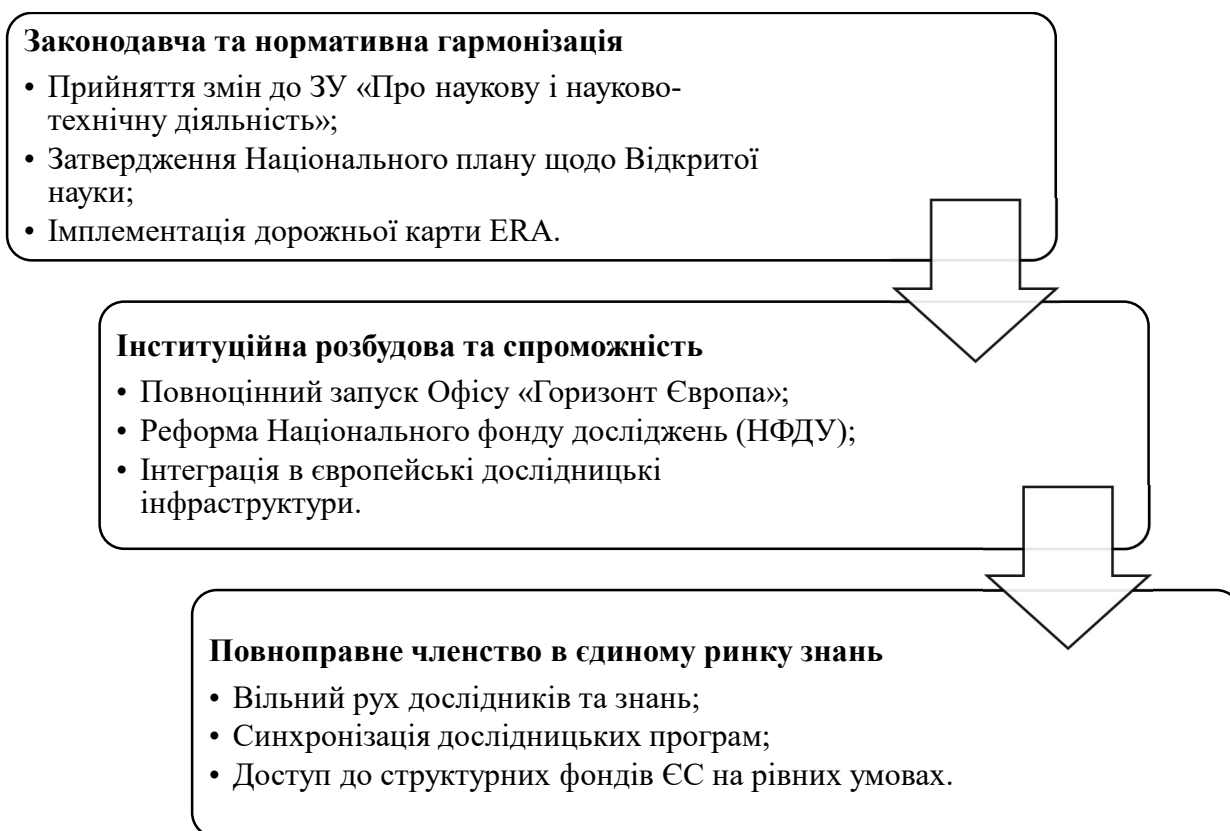 Законодавча та нормативна гармонізація
• Прийняття змін до ЗУ «Про наукову і науково-
технічну діяльність»;
• Затвердження Національного плану щодо Відкритої
науки;
• Імплементація дорожньої карти ERA.
Інституційна розбудова та спроможність
• Повноцінний запуск Офісу «Горизонт Європа»;
• Реформа Національного фонду досліджень (НФДУ);
• Інтеграція в європейські дослідницькі
інфраструктури.
Повноправне членство в єдиному ринку знань
• Вільний рух дослідників та знань;
• Синхронізація дослідницьких програм;
• Доступ до структурних фондів ЄС на рівних умовах.